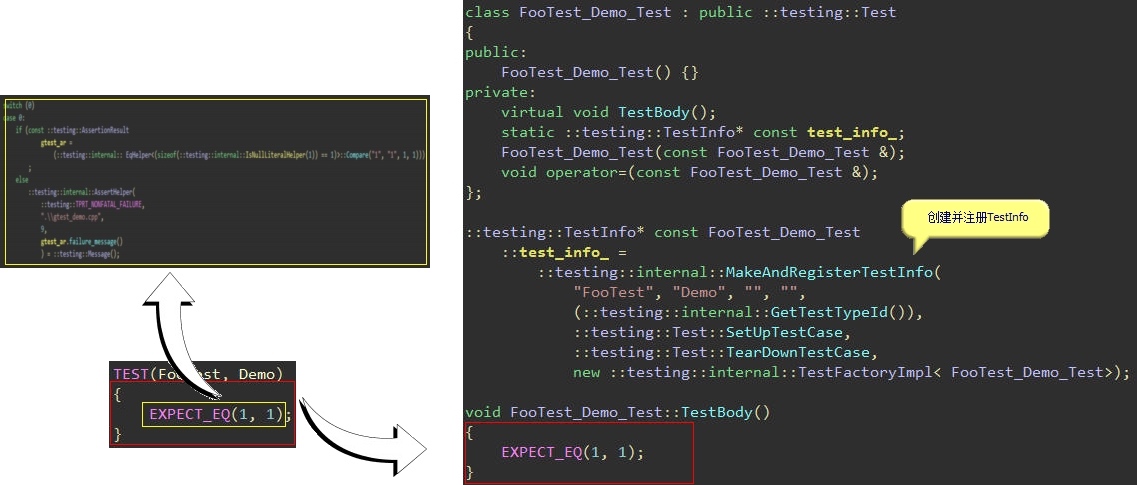 switch (0)
case 0:
if (const ::testing::AssertionResult
gtest_ar =
(::testing::internal:: EqHelper<(sizeof(::testing::internal::IsNullLiteralHelper(1)) == 1)>::Compare("1", "1", 1, 1)))
;
else
::testing::internal::AssertHelper(
::testing::TPRT_NONFATAL_FAILURE,
".\\gtest_demo.cpp",
9,
gtest_ar.failure_message()
) = ::testing::Message();
TEST(FooTest, Demo)
{
EXPECT_EQ(1, 1);
}
class FooTest_Demo_Test : public ::testing::Test
{
public:
FooTest_Demo_Test() {}
private:
virtual void TestBody();
static ::testing::TestInfo* const test_info_;
FooTest_Demo_Test(const FooTest_Demo_Test &);
void operator=(const FooTest_Demo_Test &);
};
创建并注册TestInfo
::testing::TestInfo* const FooTest_Demo_Test
::test_info_ =
::testing::internal::MakeAndRegisterTestInfo(
"FooTest", "Demo", "", "",
(::testing::internal::GetTestTypeId()),
::testing::Test::SetUpTestCase,
::testing::Test::TearDownTestCase,
new ::testing::internal::TestFactoryImpl< FooTest_Demo_Test>);
void FooTest_Demo_Test::TestBody()
{
EXPECT_EQ(1, 1);
}